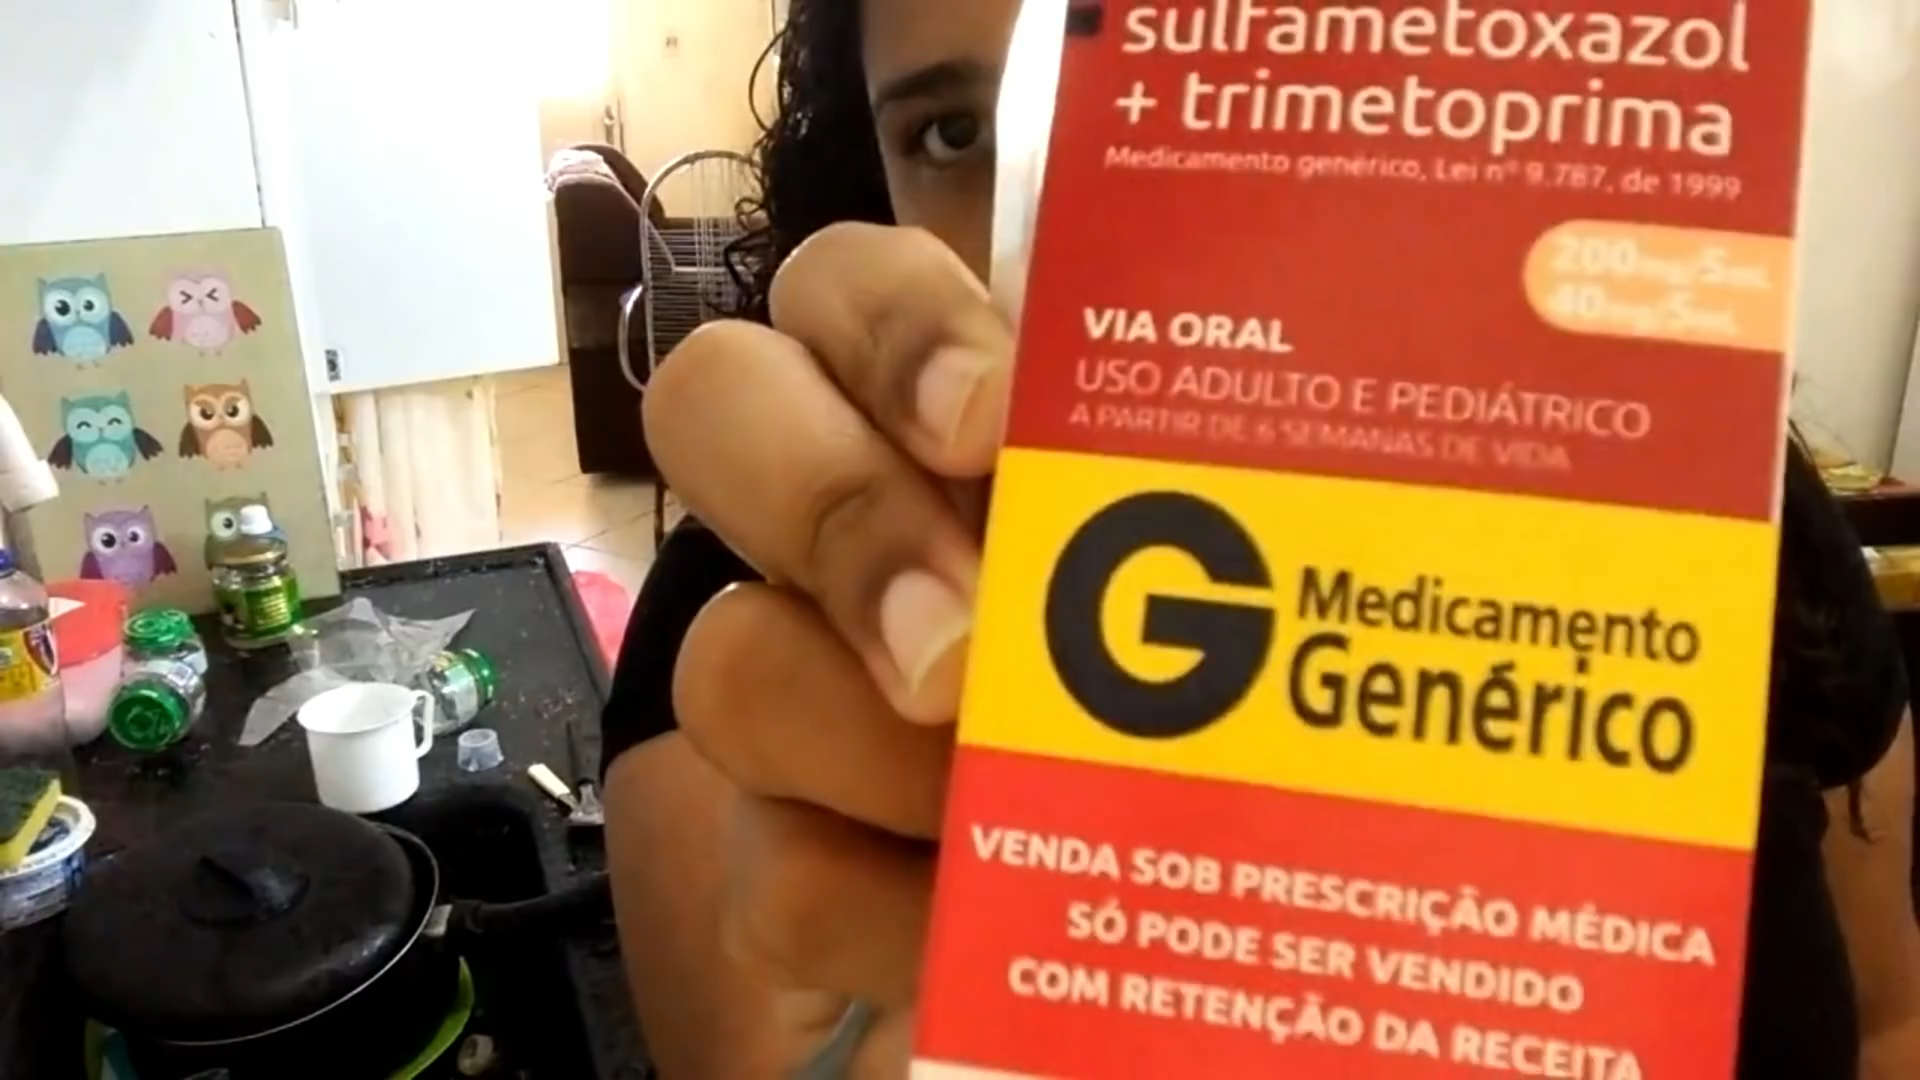 sulfametoxazol
+ trimetoprima
Medicamento genérico, Lei nº 9.787, de 1999
200mg/5mL
40mg/5mL
VIA ORAL
USO ADULTO E PEDIÁTRICO
A PARTIR DE 6 SEMANAS DE VIDA
G Medicamento
Genérico
VENDA SOB PRESCRIÇÃO MÉDICA
SÓ PODE SER VENDIDO
COM RETENÇÃO DA RECEITA